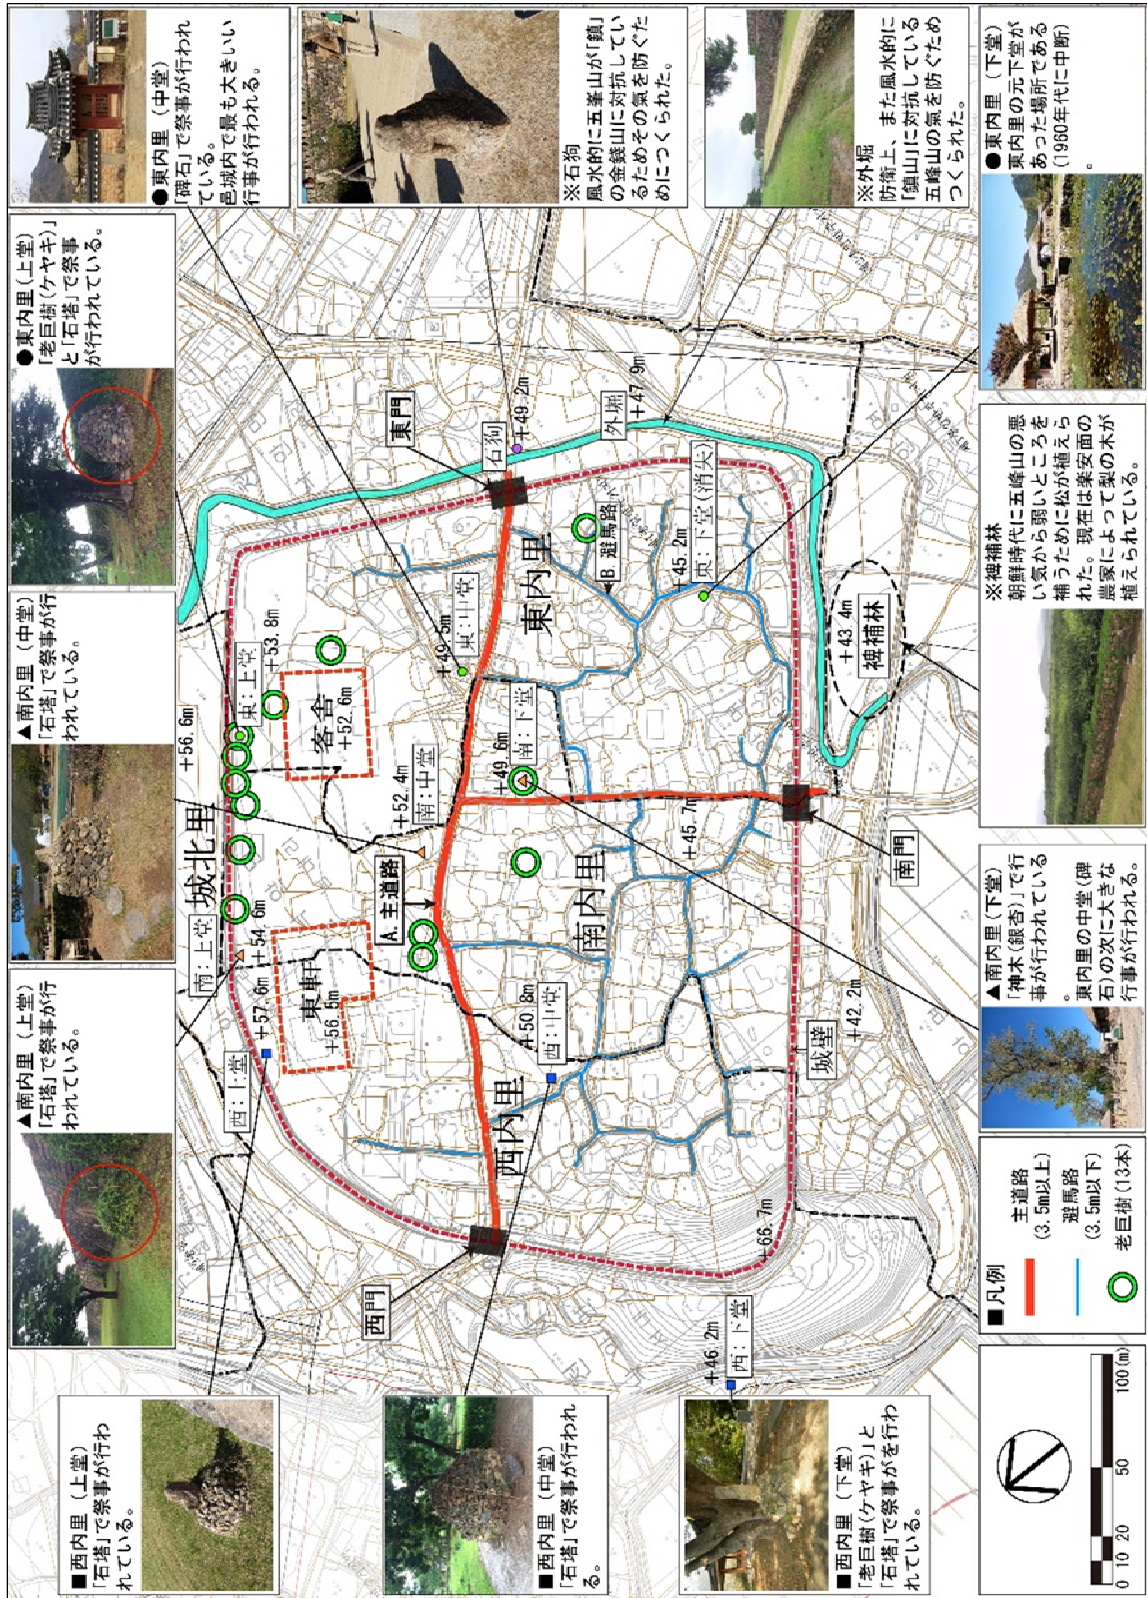 ■西内里 (上堂)
「石塔」で祭事が行わ
れている。
■西内里 (中堂)
「石塔」で祭事が行われ
る。
■西内里 (下堂)
「老巨樹(ケヤキ)」と
「石塔」で祭事がを行わ
れている。
▲南内里 (上堂)
「石塔」で祭事が行
われている。
▲南内里 (中堂)
「石塔」で祭事が行
われている。
●東内里(上堂)
「老巨樹(ケヤキ)」
と「石塔」で祭事
が行われている。
●東内里 (中堂)
「碑石」で祭事が行われ
ている。
邑城内で最も大きいい
行事が行われる。
※石狗
風水的に五峯山が「鎮」
の金銭山に対抗してい
るためその氣を防ぐた
めにつくられた。
※外堀
防衛上、また風水的に
「鎮山」に対抗している
五峰山の氣を防ぐため
つくられた。
●東内里 (下堂)
東内里の元下堂が
あった場所である
(1960年代に中断)
。
※裨補林
朝鮮時代に五峰山の悪
い気から弱いところを
補うために松が植えら
れた。現在は楽安面の
農家によって梨の木が
植えられている。
▲南内里(下堂)
「神木(銀杏)」で行
事が行われている
。
東内里の中堂(碑
石)の次に大きな
行事が行われる。
城北里
+56.6m
東:上堂
+53.8m
客舎
+52.6m
南:上堂
+54.6m
+57.6m
西:上堂
東軒
+56.5m
A.主道路
+52.4m
南:中堂
+49.5m
東:中堂
東門
石狗
+49.2m
外堀
+47.9m
東内里
B.避馬路
+45.2m
東:下堂(消失)
+49.6m
南:下堂
南内里
+45.7m
+50.8m
西:中堂
西内里
西門
+66.7m
城壁
+42.2m
南門
+43.4m
裨補林
+46.2m
西:下堂
■凡例
主道路
(3.5m以上)
避馬路
(3.5m以下)
老巨樹(13本)
0 10 20 50 100(m)